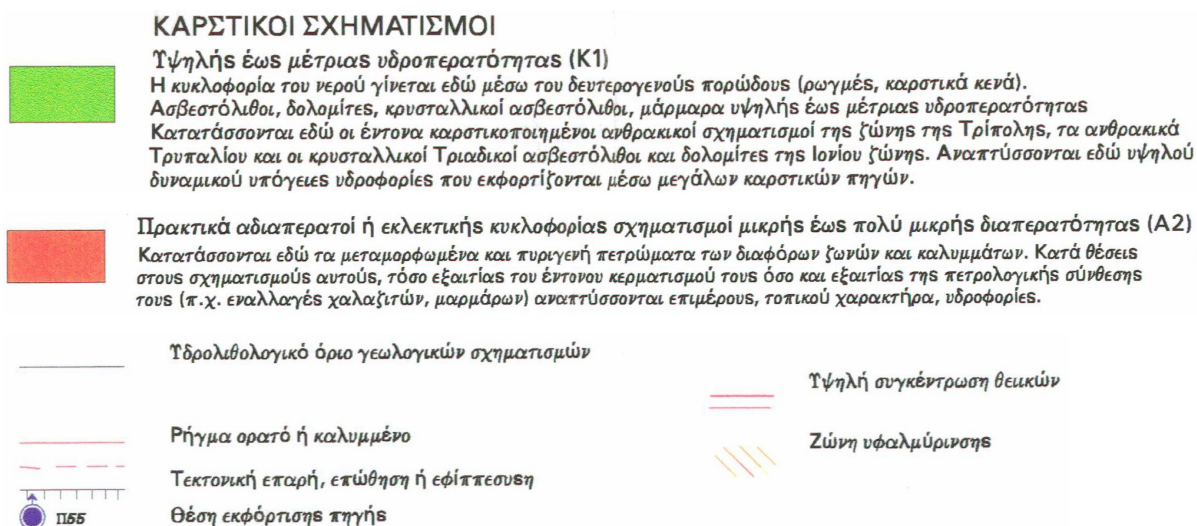 ΚΑΡΣΤΙΚΟΙ ΣΧΗΜΑΤΙΣΜΟΙ
Υψηλής έως μέτριας υδροπερατότητας (Κ1)
Η κυκλοφορία του νερού γίνεται εδώ μέσω του δευτερογενούς πορώδους (ρωγμές, καρστικά κενά).
Ασβεστόλιθοι, δολομίτες, κρυσταλλικοί ασβεστόλιθοι, μάρμαρα υψηλής έως μέτριας υδροπερατότητας
Κατατάσσονται εδώ οι έντονα καρστικοποιημένοι ανθρακικοί σχηματισμοί της ζώνης της Τρίπολης, τα ανθρακικά
Τρυπαλίου και οι κρυσταλλικοί Τριαδικοί ασβεστόλιθοι και δολομίτες της Ιονίου ζώνης. Αναπτύσσονται εδώ υψηλού
δυναμικού υπόγειες υδροφορίες που εκφορτίζονται μέσω μεγάλων καρστικών πηγών.
Πρακτικά αδιαπερατοί ή εκλεκτικής κυκλοφορίας σχηματισμοί μικρής έως πολύ μικρής διαπερατότητας (Α2)
Κατατάσσονται εδώ τα μεταμορφωμένα και πυριγενή πετρώματα των διαφόρων ζωνών και καλυμμάτων. Κατά θέσεις
στους σχηματισμούς αυτούς, τόσο εξαιτίας του έντονου κερματισμού τους όσο και εξαιτίας της πετρολογικής σύνθεσης
τους (π.χ. εναλλαγές χαλαζιτών, μαρμάρων) αναπτύσσονται επιμέρους, τοπικού χαρακτήρα, υδροφορίες.
Υδρολιθολογικό όριο γεωλογικών σχηματισμών
Υψηλή συγκέντρωση θειικών
Ρήγμα ορατό ή καλυμμένο
Ζώνη υφαλμύρινσης
Τεκτονική επαρή, επώθηση ή εφίππευση
Π55 Θέση εκφόρτισης πηγής